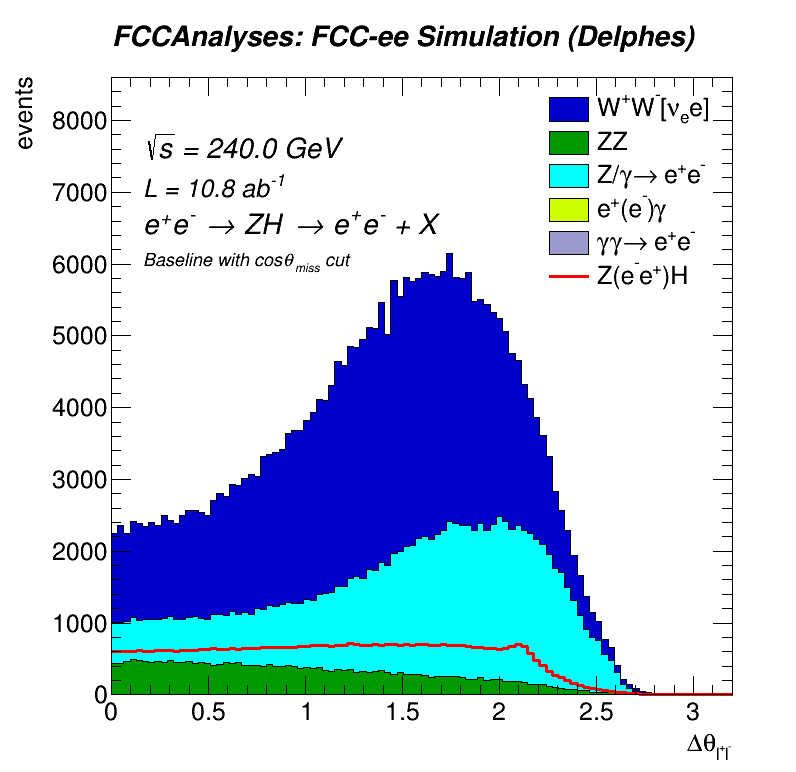 FCCAnalyses: FCC-ee Simulation (Delphes)
events
8000
7000
6000
5000
4000
3000
2000
1000
0
√s = 240.0 GeV
L = 10.8 ab⁻¹
e⁺e⁻ → ZH → e⁺e⁻ + X
Baseline with cosθ_miss cut
W⁺W⁻[νₑe]
ZZ
Z/γ→ e⁺e⁻
e⁺(e⁻)γ
γγ→ e⁺e⁻
Z(e⁻e⁺)H
0 0.5 1 1.5 2 2.5 3
Δθ_l⁺l⁻